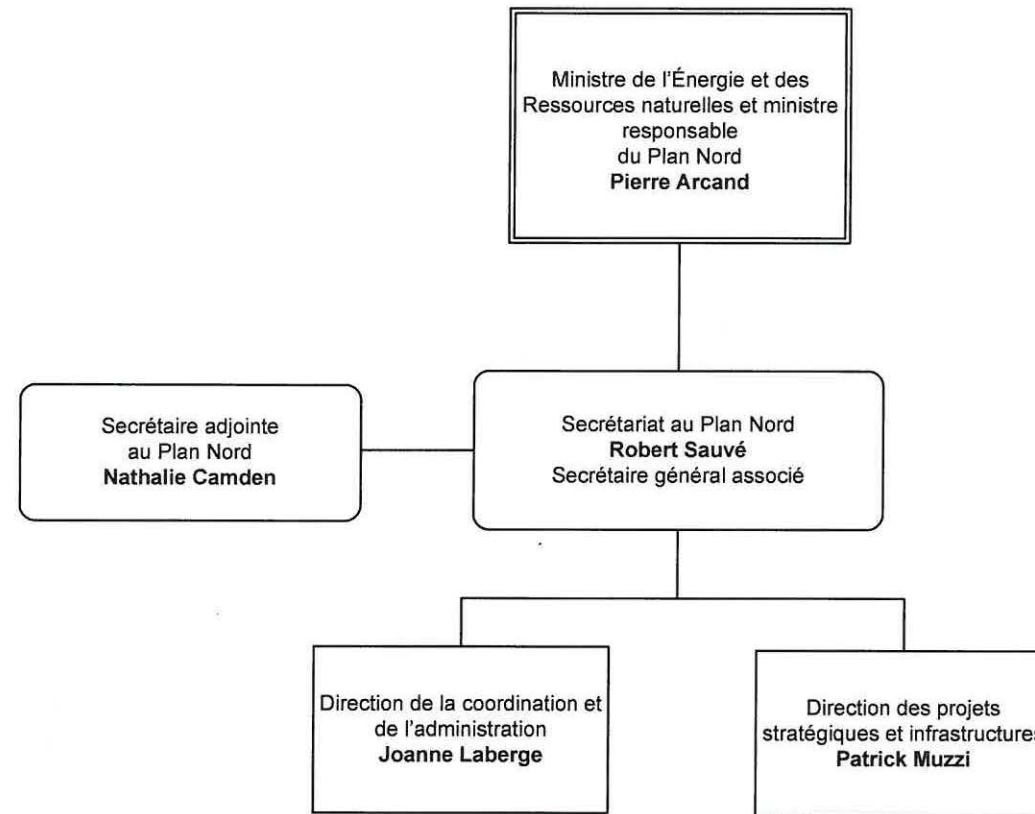 Ministre de l'Énergie et des
Ressources naturelles et ministre
responsable
du Plan Nord
Pierre Arcand
Secrétaire adjointe
au Plan Nord
Nathalie Camden
Secrétariat au Plan Nord
Robert Sauvé
Secrétaire général associé
Direction de la coordination et
de l'administration
Joanne Laberge
Direction des projets
stratégiques et infrastructures
Patrick Muzzi